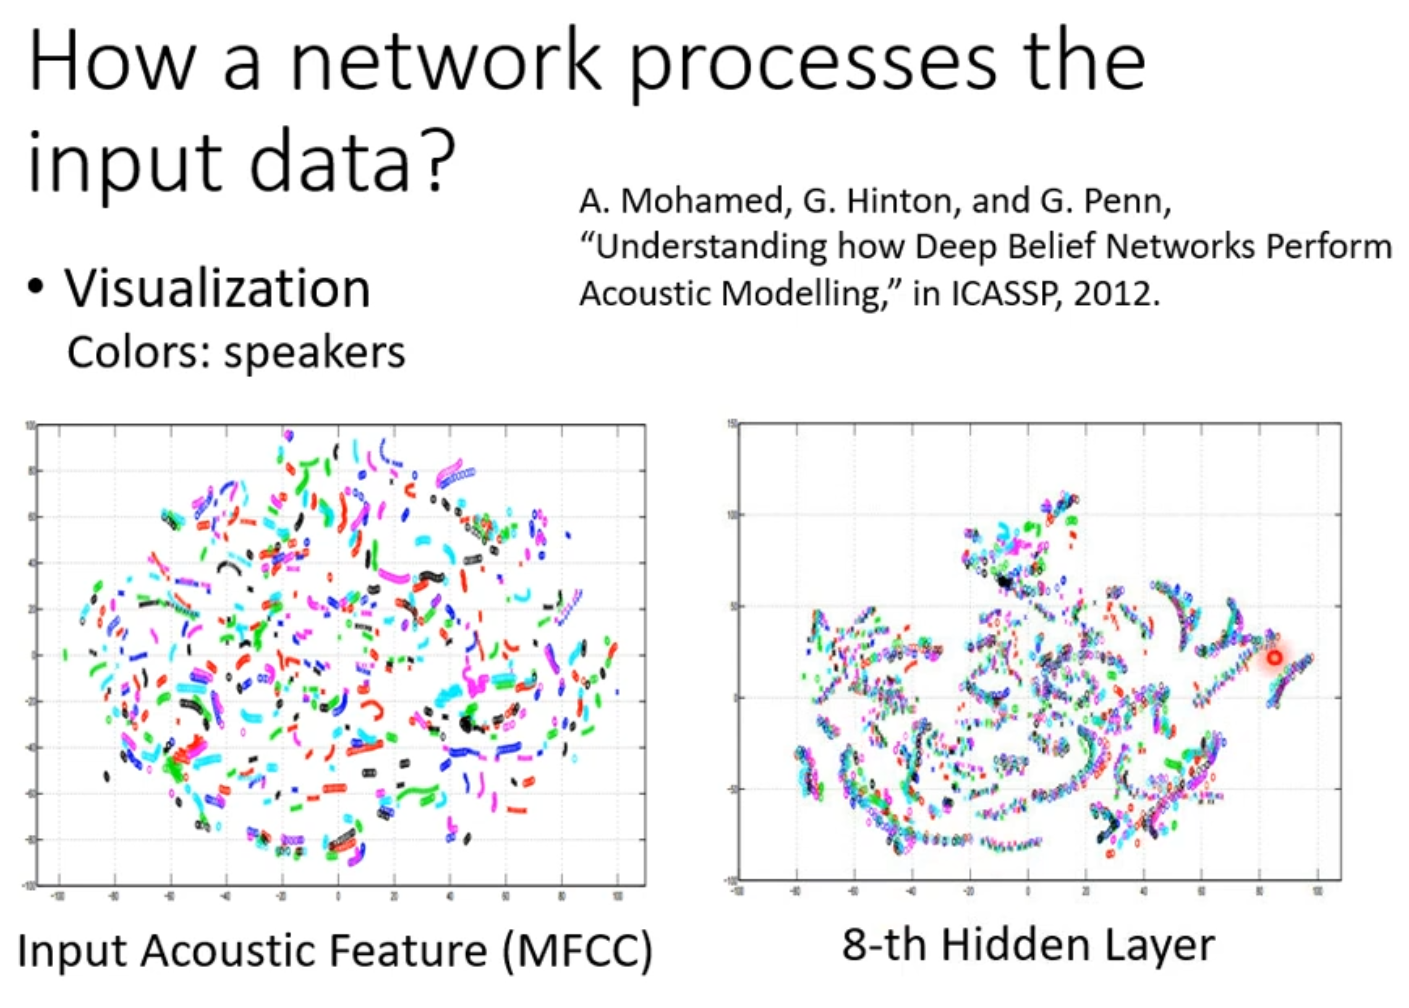 How a network processes the
input data?
A. Mohamed, G. Hinton, and G. Penn,
“Understanding how Deep Belief Networks Perform
Acoustic Modelling,” in ICASSP, 2012.
• Visualization
Colors: speakers
Input Acoustic Feature (MFCC)
8-th Hidden Layer